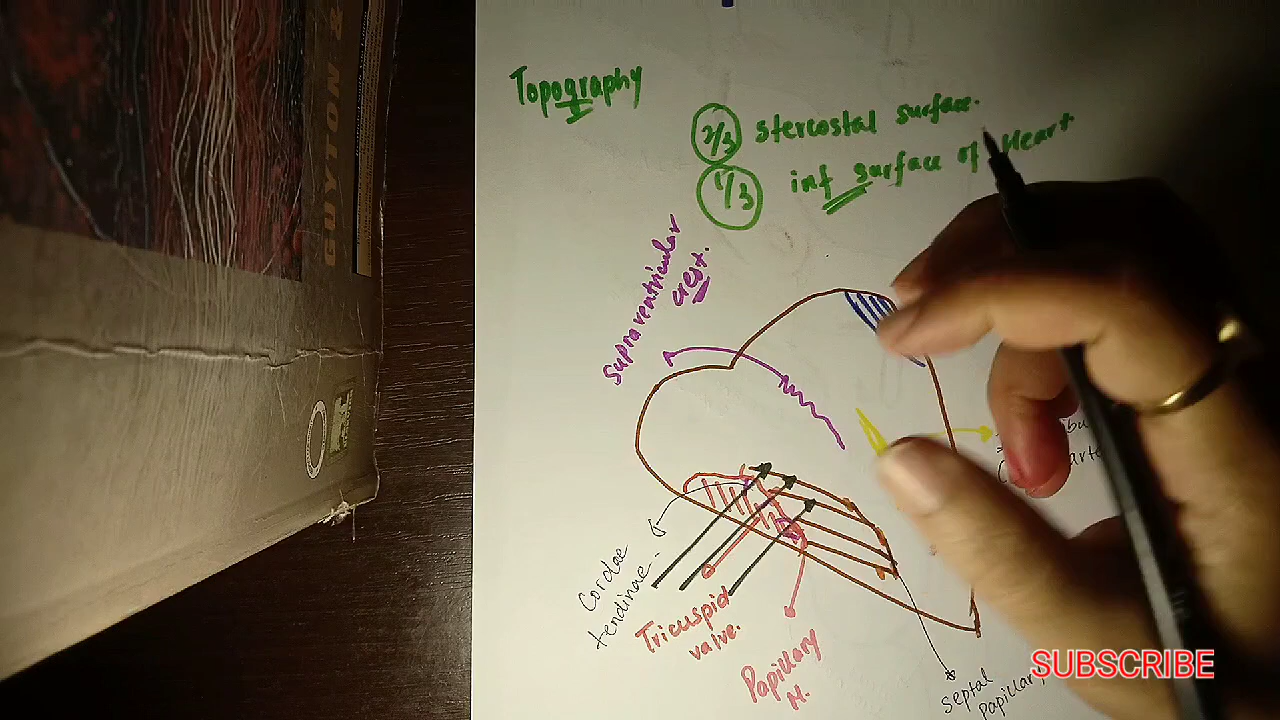 GUYTON &
Topography
2/3 stercostal surface.
1/3 inf surface of Heart
supraventricular
crest.
Cordae
tendinae.
Tricuspid
valve.
Papillary
M.
septal
SUBSCRIBE